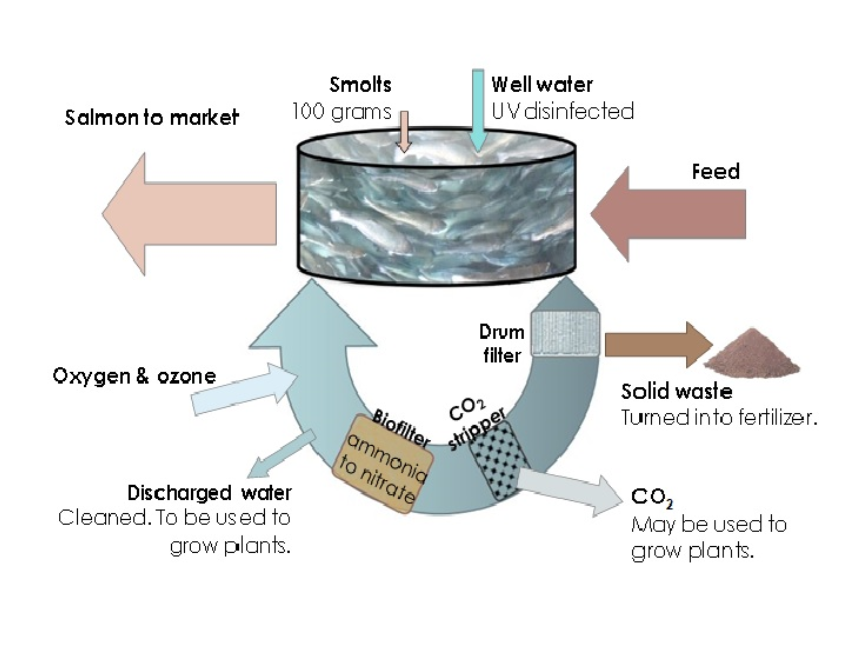 Smolts
100 grams
Well water
UV disinfected
Salmon to market
Feed
Drum
filter
Oxygen & ozone
Solid waste
Turned into fertilizer.
CO2
stripper
Biofilter
ammonia
to nitrate
Discharged water
Cleaned. To be used to
grow plants.
CO2
May be used to
grow plants.